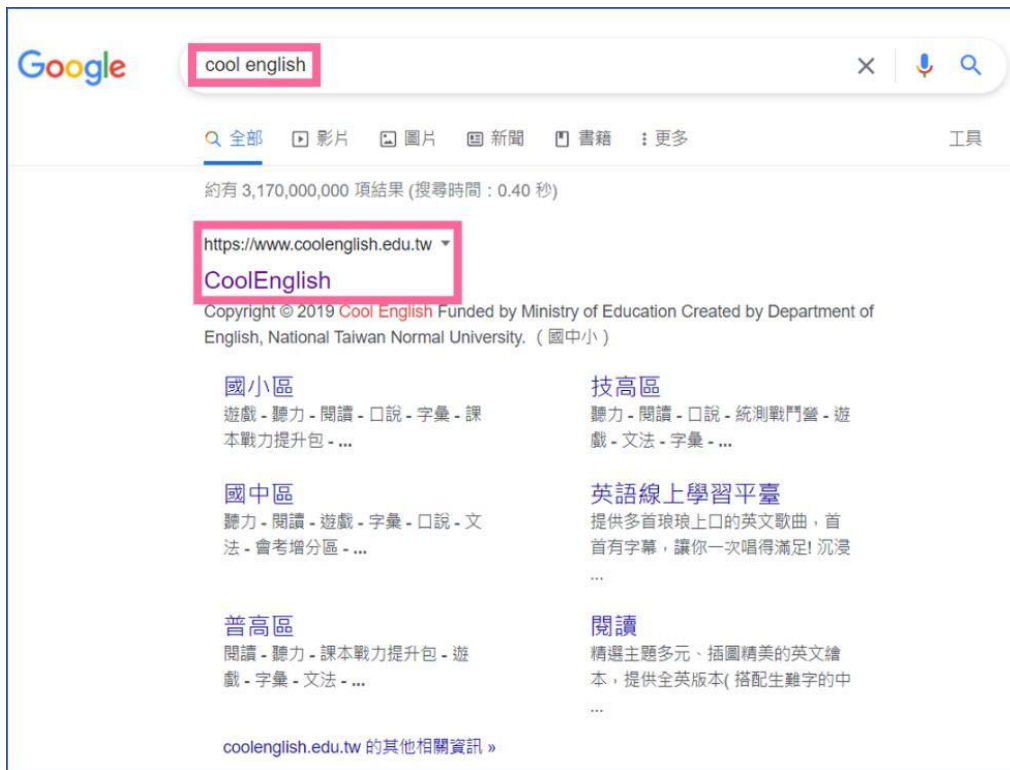 Google
cool english
全部 影片 圖片 新聞 書籍 更多 工具
約有 3,170,000,000 項結果 (搜尋時間：0.40 秒)
https://www.coolenglish.edu.tw
CoolEnglish
Copyright © 2019 Cool English Funded by Ministry of Education Created by Department of
English, National Taiwan Normal University. （ 國中小 ）
國小區
遊戲 - 聽力 - 閱讀 - 口說 - 字彙 - 課
本戰力提升包 - ...
技高區
聽力 - 閱讀 - 口說 - 統測戰鬥營 - 遊
戲 - 文法 - 字彙 - ...
國中區
聽力 - 閱讀 - 遊戲 - 字彙 - 口說 - 文
法 - 會考增分區 - ...
英語線上學習平臺
提供多首琅琅上口的英文歌曲，首
首有字幕，讓你一次唱得滿足! 沉浸
...
普高區
閱讀 - 聽力 - 課本戰力提升包 - 遊
戲 - 字彙 - 文法 - ...
閱讀
精選主題多元、插圖精美的英文繪
本，提供全英版本( 搭配生難字的中
...
coolenglish.edu.tw 的其他相關資訊 »